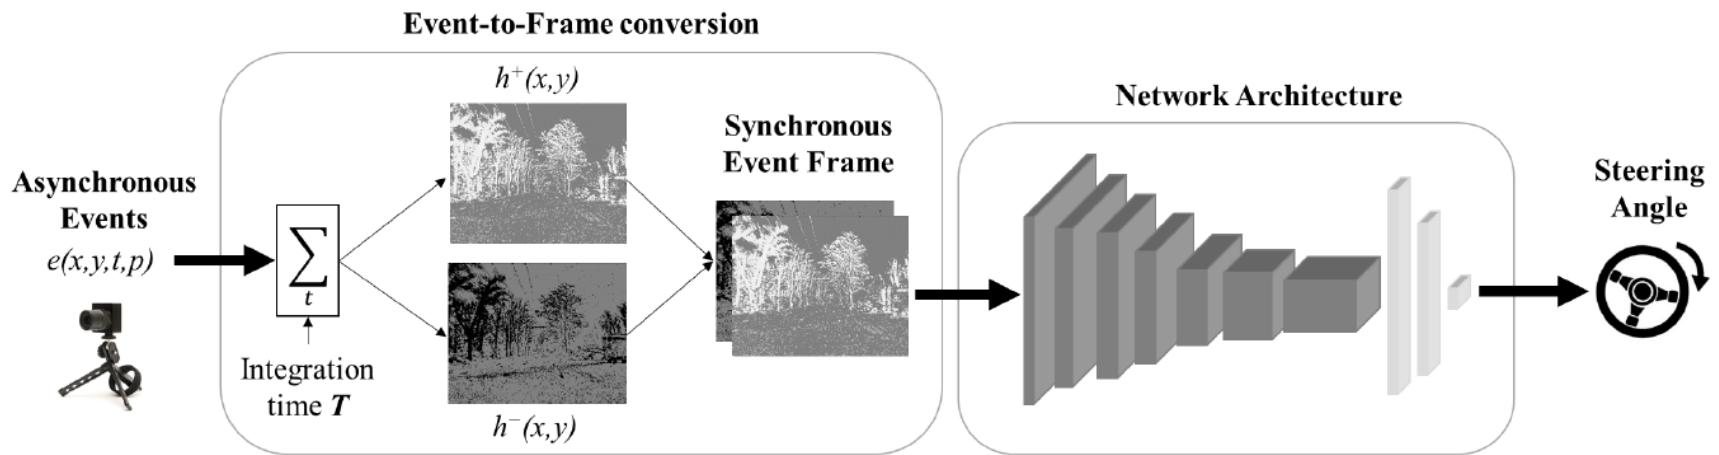 Event-to-Frame conversion
h⁺(x,y)
Network Architecture
Synchronous
Event Frame
Asynchronous
Events
e(x,y,t,p)
Steering
Angle
∑
t
Integration
time T
h⁻(x,y)